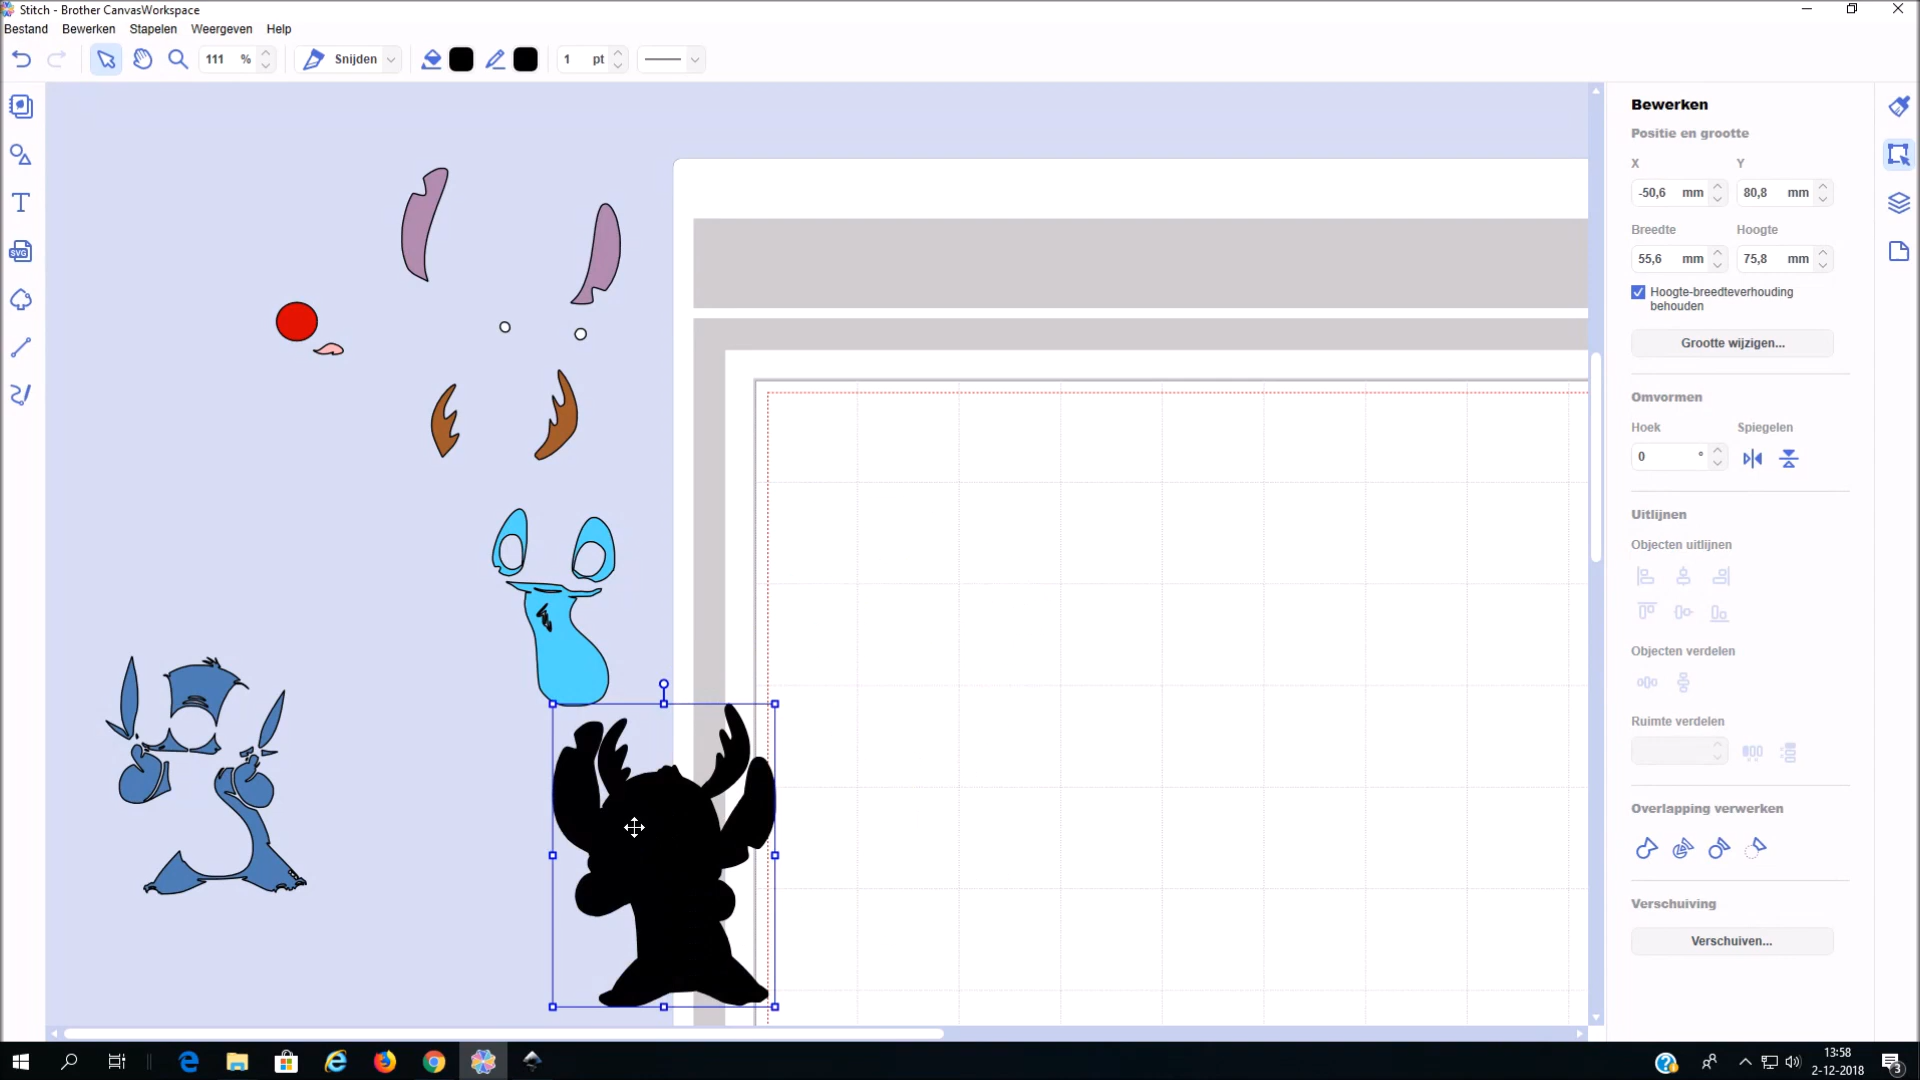 Stitch - Brother CanvasWorkspace
Bestand Bewerken Stapelen Weergeven Help
111 % Snijden 1 pt
Bewerken
Positie en grootte
X Y
-50,6 mm 80,8 mm
Breedte Hoogte
55,6 mm 75,8 mm
Hoogte-breedteverhouding
behouden
Grootte wijzigen...
Omvormen
Hoek Spiegelen
0 °
Uitlijnen
Objecten uitlijnen
Objecten verdelen
Ruimte verdelen
Overlapping verwerken
Verschuiving
Verschuiven...
T
SVG
13:58
2-12-2018
3